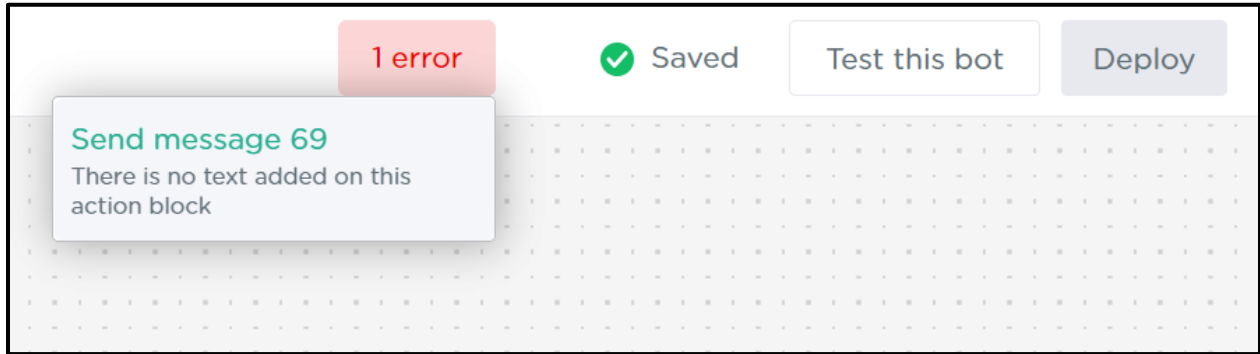 1 error
Saved
Test this bot
Deploy
Send message 69
There is no text added on this
action block